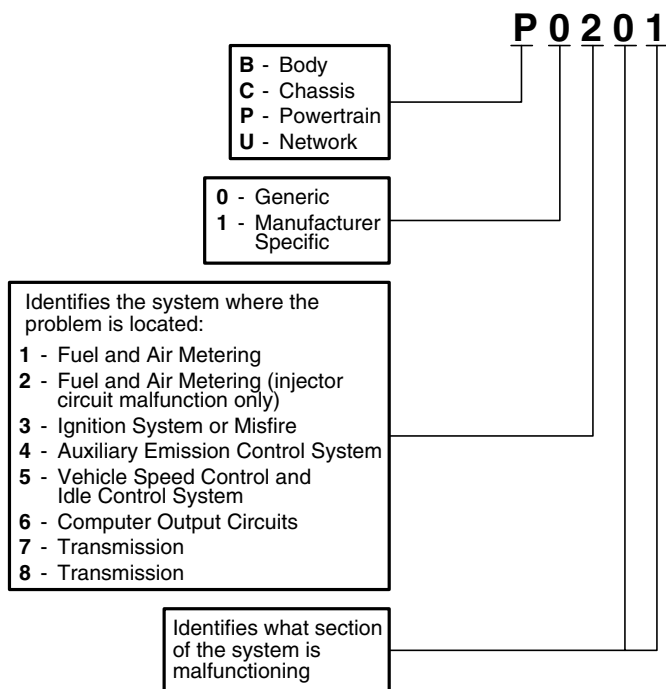 P 0 2 0 1
B - Body
C - Chassis
P - Powertrain
U - Network
0 - Generic
1 - Manufacturer
Specific
Identifies the system where the
problem is located:
1 - Fuel and Air Metering
2 - Fuel and Air Metering (injector
circuit malfunction only)
3 - Ignition System or Misfire
4 - Auxiliary Emission Control System
5 - Vehicle Speed Control and
Idle Control System
6 - Computer Output Circuits
7 - Transmission
8 - Transmission
Identifies what section
of the system is
malfunctioning